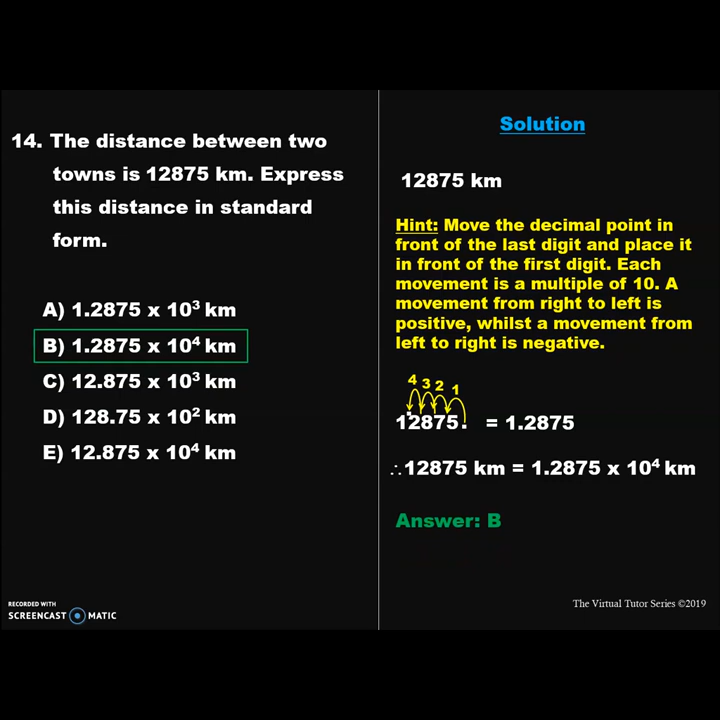 14. The distance between two
towns is 12875 km. Express
this distance in standard
form.
A) 1.2875 x 10³ km
B) 1.2875 x 10⁴ km
C) 12.875 x 10³ km
D) 128.75 x 10² km
E) 12.875 x 10⁴ km
Solution
12875 km
Hint: Move the decimal point in
front of the last digit and place it
in front of the first digit. Each
movement is a multiple of 10. A
movement from right to left is
positive, whilst a movement from
left to right is negative.
4 3 2 1
12875. = 1.2875
∴12875 km = 1.2875 x 10⁴ km
Answer: B
RECORDED WITH
SCREENCAST MATIC
The Virtual Tutor Series ©2019